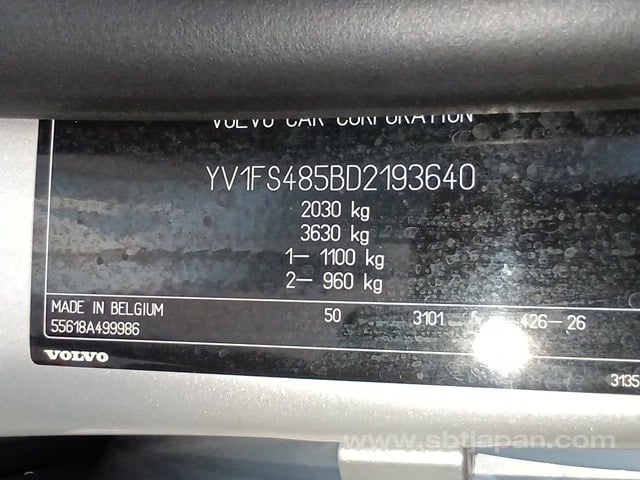 VOLVO CAR CORPORATION
YV1FS485BD2193640
2030 kg
3630 kg
1– 1100 kg
2– 960 kg
MADE IN BELGIUM 50 3101 426–26
55618A499986
VOLVO
3135
www.sbtjapan.com